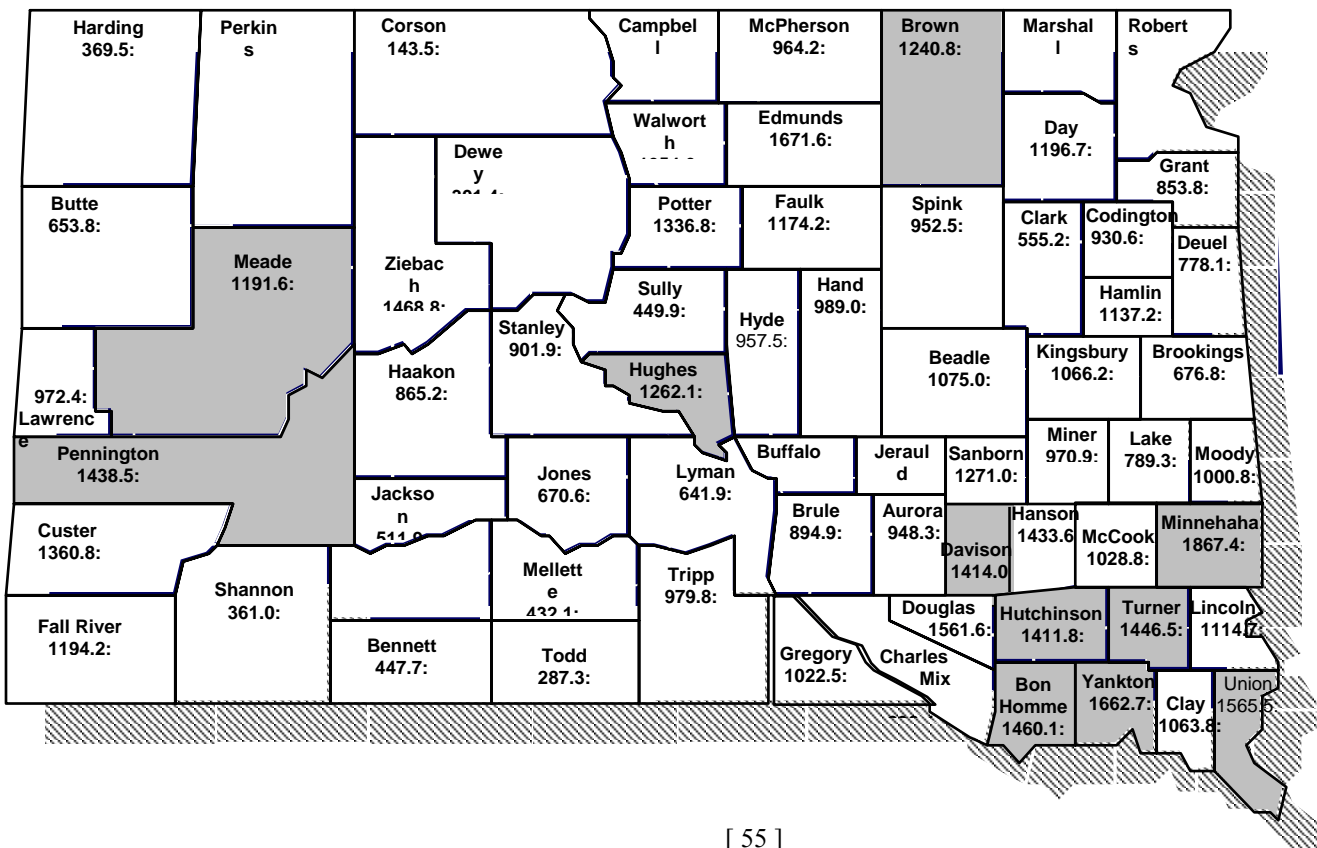 Harding
369.5:
Perkin
s
Corson
143.5:
Campbel
l
McPherson
964.2:
Brown
1240.8:
Marshal
l
Robert
s
Walwort
h
Edmunds
1671.6:
Day
1196.7:
Dewe
y
Grant
853.8:
Butte
653.8:
Potter
1336.8:
Faulk
1174.2:
Spink
952.5:
Clark
555.2:
Codington
930.6:
Deuel
778.1:
Meade
1191.6:
Ziebac
h
1468.8:
Sully
449.9:
Hyde
957.5:
Hand
989.0:
Hamlin
1137.2:
Stanley
901.9:
972.4:
Lawrenc
e
Haakon
865.2:
Hughes
1262.1:
Beadle
1075.0:
Kingsbury
1066.2:
Brookings
676.8:
Pennington
1438.5:
Jones
670.6:
Lyman
641.9:
Buffalo
Jeraul
d
Sanborn
1271.0:
Miner
970.9:
Lake
789.3:
Moody
1000.8:
Jackso
n
Custer
1360.8:
Brule
894.9:
Aurora
948.3:
Davison
1414.0
Hanson
1433.6
McCook
1028.8:
Minnehaha
1867.4:
Shannon
361.0:
Mellett
e
432.1:
Tripp
979.8:
Fall River
1194.2:
Bennett
447.7:
Todd
287.3:
Gregory
1022.5:
Charles
Mix
Douglas
1561.6:
Hutchinson
1411.8:
Turner
1446.5:
Lincoln
1114.7:
Bon
Homme
1460.1:
Yankton
1662.7:
Clay
1063.8:
Union
1565.5:
[ 55 ]